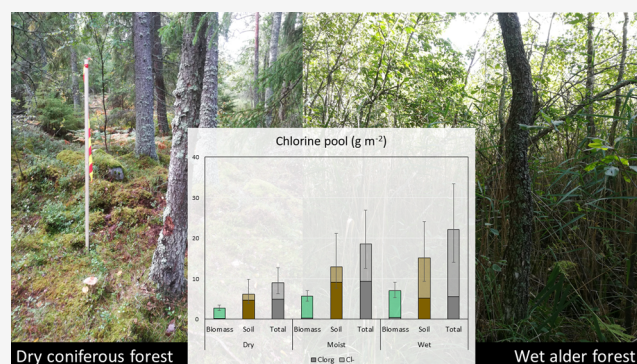 Chlorine pool (g m⁻²)
40
30
20
10
0
Biomass Soil Total Biomass Soil Total Biomass Soil Total
Dry Moist Wet
Clorg Cl-
Dry coniferous forest
Wet alder forest